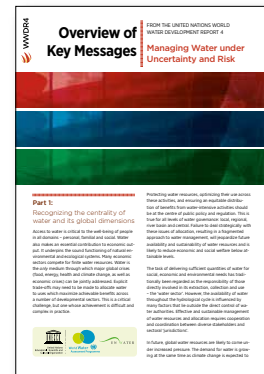 WWDR4
Overview of
Key Messages
FROM THE UNITED NATIONS WORLD
WATER DEVELOPMENT REPORT 4
Managing Water under
Uncertainty and Risk
Part 1:
Recognizing the centrality of
water and its global dimensions
Access to water is critical to the well-being of people
in all domains – personal, familial and social. Water
also makes an essential contribution to economic out-
put. It underpins the sound functioning of natural envi-
ronmental and ecological systems. Many economic
sectors compete for finite water resources. Water is
the only medium through which major global crises
(food, energy, health and climate change, as well as
economic crises) can be jointly addressed. Explicit
trade-offs may need to be made to allocate water
to uses which maximize achievable benefits across
a number of developmental sectors. This is a critical
challenge, but one whose achievement is difficult and
complex in practice.
Protecting water resources, optimizing their use across
these activities, and ensuring an equitable distribu-
tion of benefits from water-intensive activities should
be at the centre of public policy and regulation. This is
true for all levels of water governance: local, regional,
river basin and central. Failure to deal strategically with
these issues of allocation, resulting in a fragmented
approach to water management, will jeopardize future
availability and sustainability of water resources and is
likely to reduce economic and social welfare below at-
tainable levels.
The task of delivering sufficient quantities of water for
social, economic and environmental needs has tradi-
tionally been regarded as the responsibility of those
directly involved in its extraction, collection and use
– the 'water sector'. However, the availability of water
throughout the hydrological cycle is influenced by
many factors that lie outside the direct control of wa-
ter authorities. Effective and sustainable management
of water resources and allocation requires cooperation
and coordination between diverse stakeholders and
sectoral 'jurisdictions'.
In future, global water resources are likely to come un-
der increased pressure. The demand for water is grow-
ing at the same time as climate change is expected to